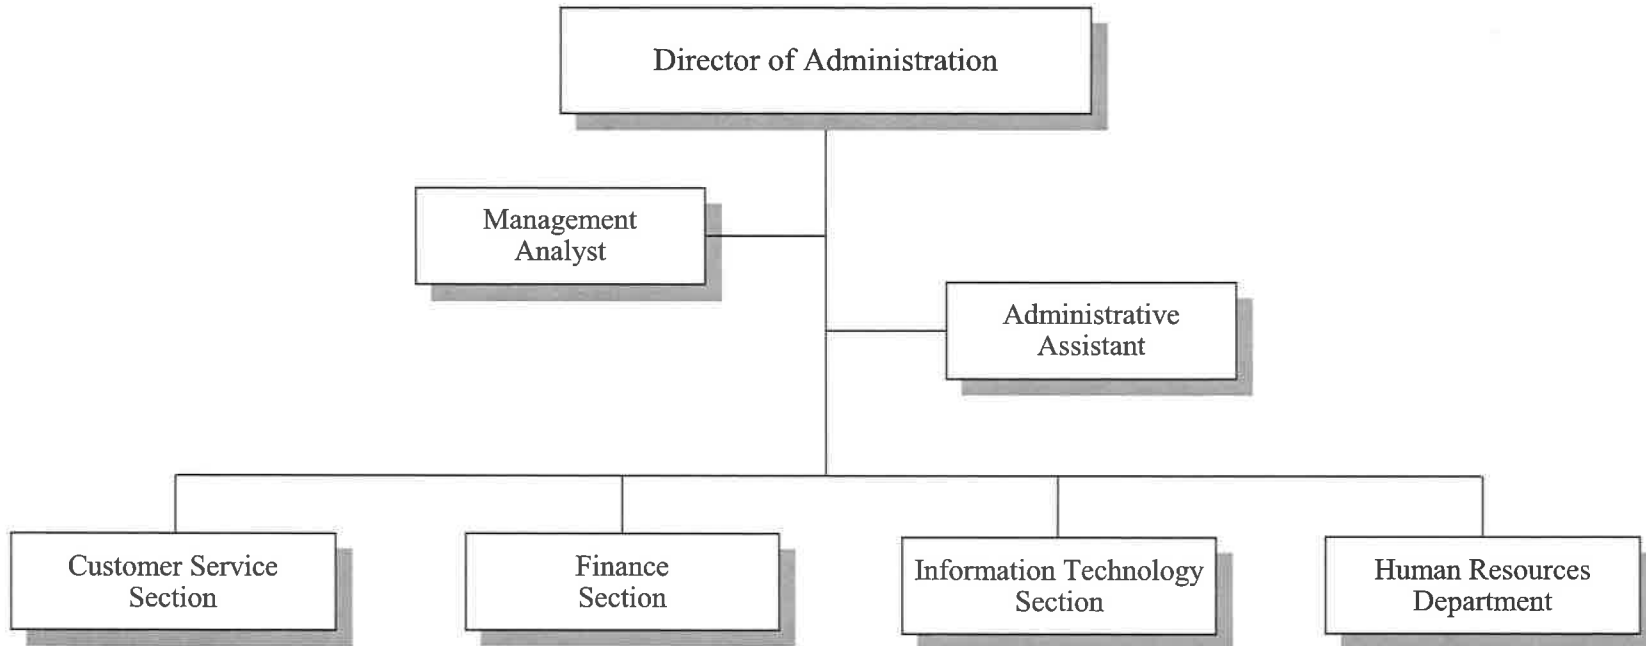 Director of Administration
Management
Analyst
Administrative
Assistant
Customer Service
Section
Finance
Section
Information Technology
Section
Human Resources
Department